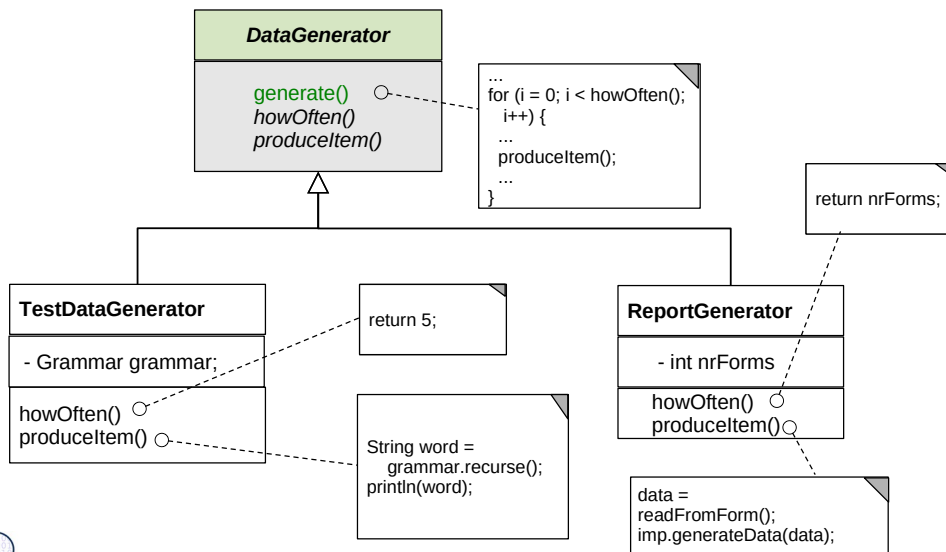 DataGenerator
generate()
howOften()
produceItem()
...
for (i = 0; i < howOften();
i++) {
...
produceItem();
...
}
return nrForms;
TestDataGenerator
- Grammar grammar;
howOften()
produceItem()
return 5;
String word =
grammar.recurse();
println(word);
ReportGenerator
- int nrForms
howOften()
produceItem()
data =
readFromForm();
imp.generateData(data);